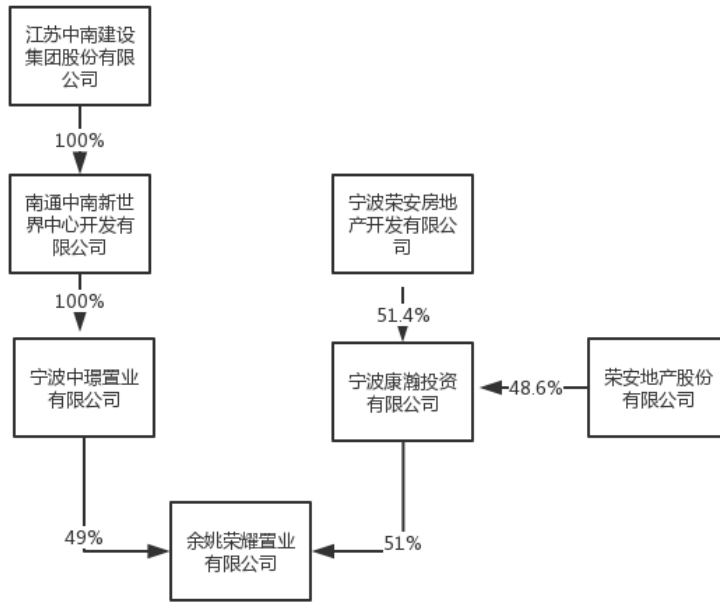 江苏中南建设
集团股份有限
公司
100%
南通中南新世
界中心开发有
限公司
宁波荣安房地
产开发有限公
司
100%
51.4%
宁波中璟置业
有限公司
宁波康瀚投资
有限公司
48.6%
荣安地产股份
有限公司
49%
余姚荣耀置业
有限公司
51%